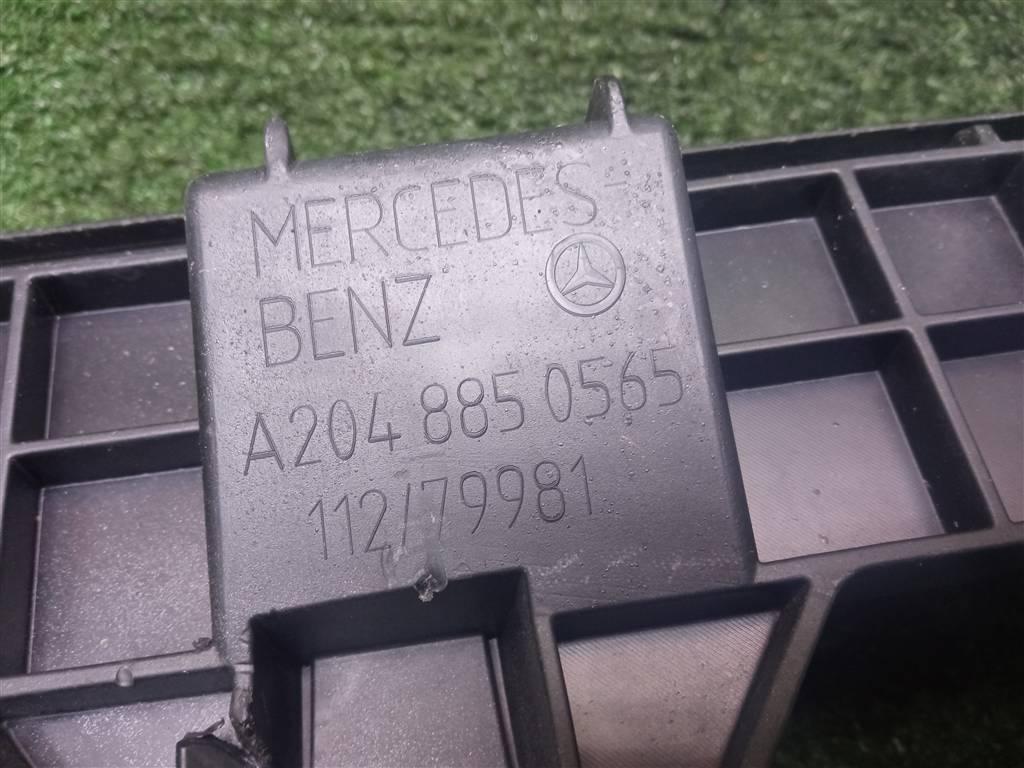 MERCEDES-
BENZ
A204 885 0565
112/79981